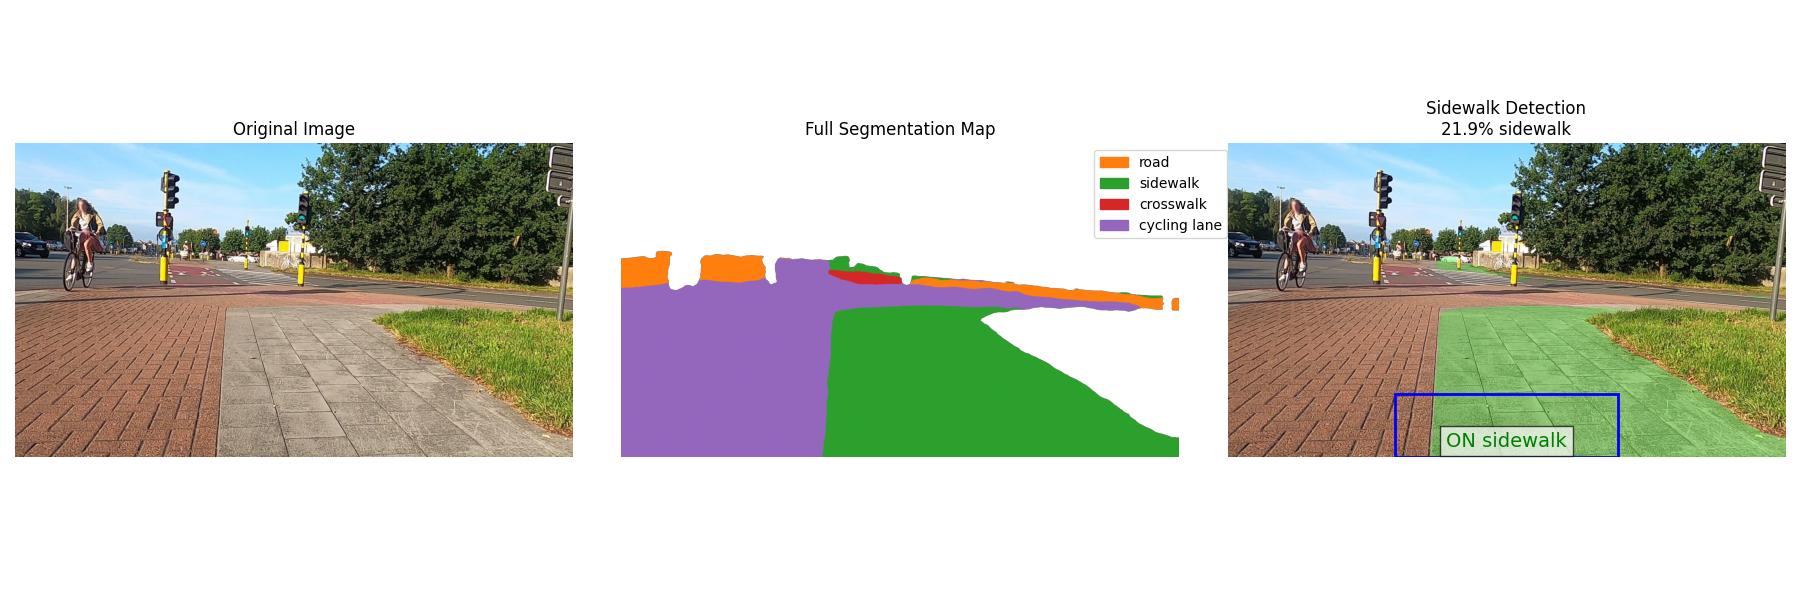 Original Image
Full Segmentation Map
road
sidewalk
crosswalk
cycling lane
Sidewalk Detection
21.9% sidewalk
ON sidewalk